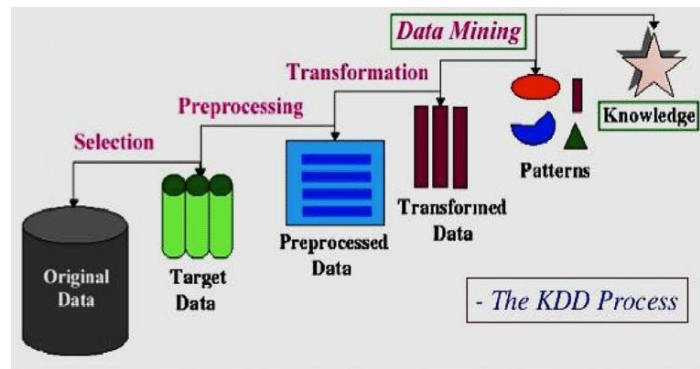 Data Mining
Transformation
Preprocessing
Selection
Knowledge
Patterns
Transformed
Data
Preprocessed
Data
Target
Data
Original
Data
- The KDD Process